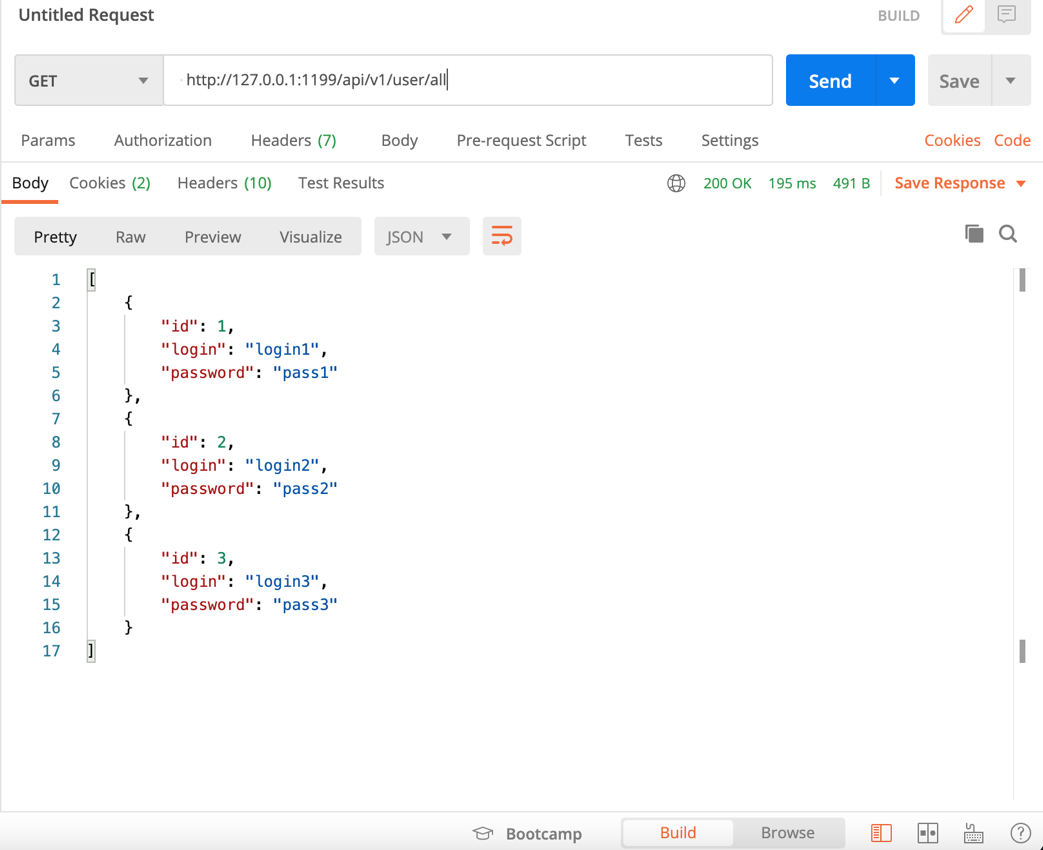 Untitled Request BUILD
GET http://127.0.0.1:1199/api/v1/user/all Send Save
Params Authorization Headers (7) Body Pre-request Script Tests Settings Cookies Code
Body Cookies (2) Headers (10) Test Results 200 OK 195 ms 491 B Save Response
Pretty Raw Preview Visualize JSON
1 [
2 {
3 "id": 1,
4 "login": "login1",
5 "password": "pass1"
6 },
7 {
8 "id": 2,
9 "login": "login2",
10 "password": "pass2"
11 },
12 {
13 "id": 3,
14 "login": "login3",
15 "password": "pass3"
16 }
17 ]
Bootcamp Build Browse ?